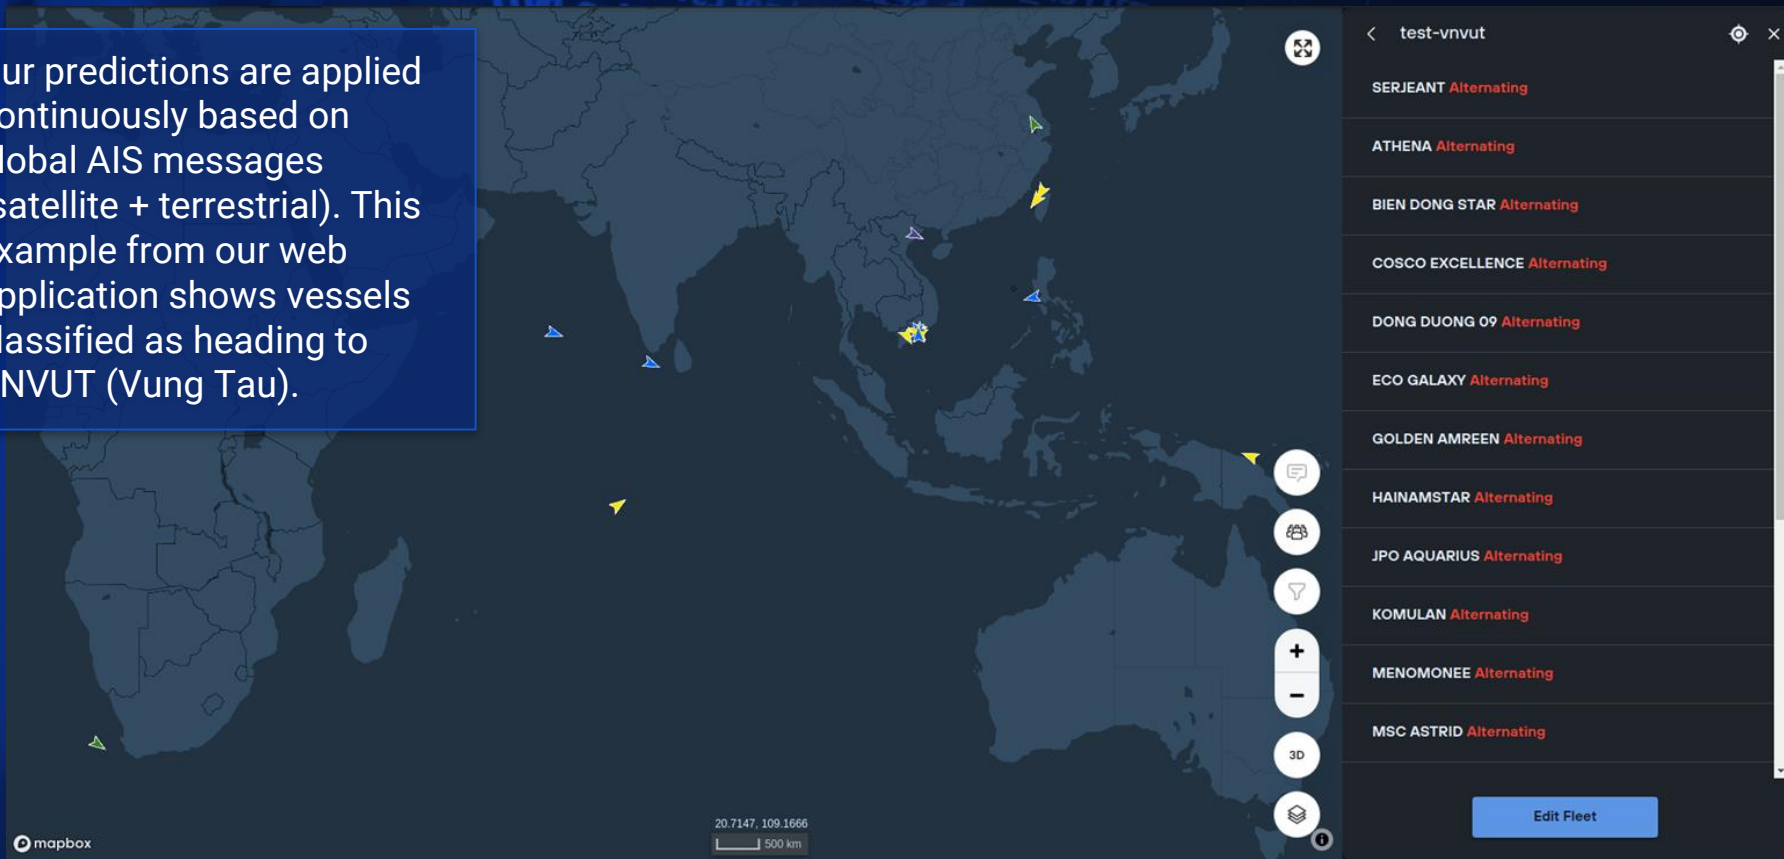 ur predictions are applied
ontinuously based on
lobal AIS messages
satellite + terrestrial). This
xample from our web
pplication shows vessels
lassified as heading to
NVUT (Vung Tau).
test-vnvut
SERJEANT Alternating
ATHENA Alternating
BIEN DONG STAR Alternating
COSCO EXCELLENCE Alternating
DONG DUONG 09 Alternating
ECO GALAXY Alternating
GOLDEN AMREEN Alternating
HAINAMSTAR Alternating
JPO AQUARIUS Alternating
KOMULAN Alternating
MENOMONEE Alternating
MSC ASTRID Alternating
Edit Fleet
+
−
3D
20.7147, 109.1666
500 km
mapbox